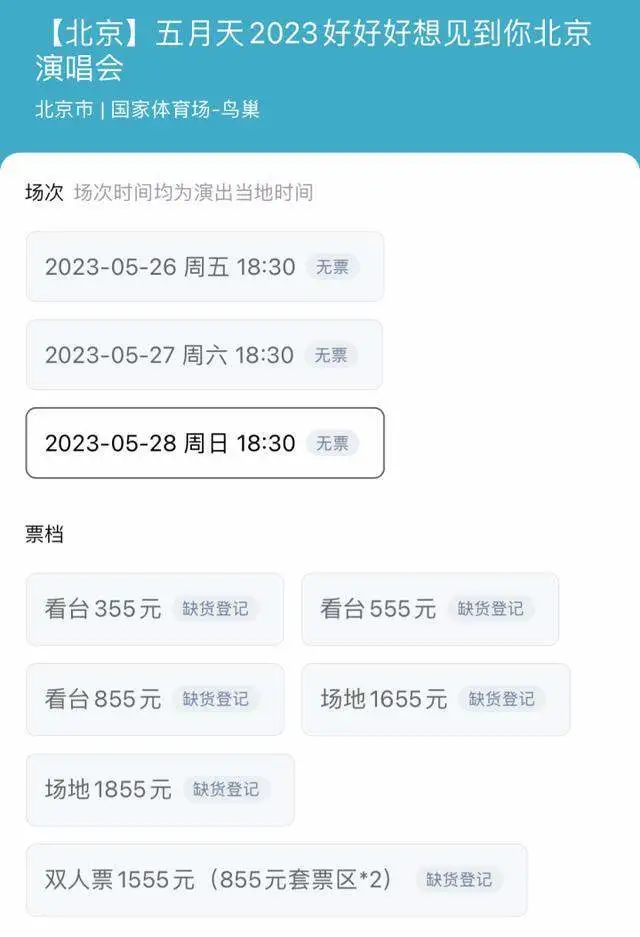 【北京】五月天2023好好好想见到你北京
演唱会
北京市 | 国家体育场-鸟巢
场次 场次时间均为演出当地时间
2023-05-26 周五 18:30 无票
2023-05-27 周六 18:30 无票
2023-05-28 周日 18:30 无票
票档
看台355元 缺货登记 看台555元 缺货登记
看台855元 缺货登记 场地1655元 缺货登记
场地1855元 缺货登记
双人票1555元（855元套票区*2） 缺货登记